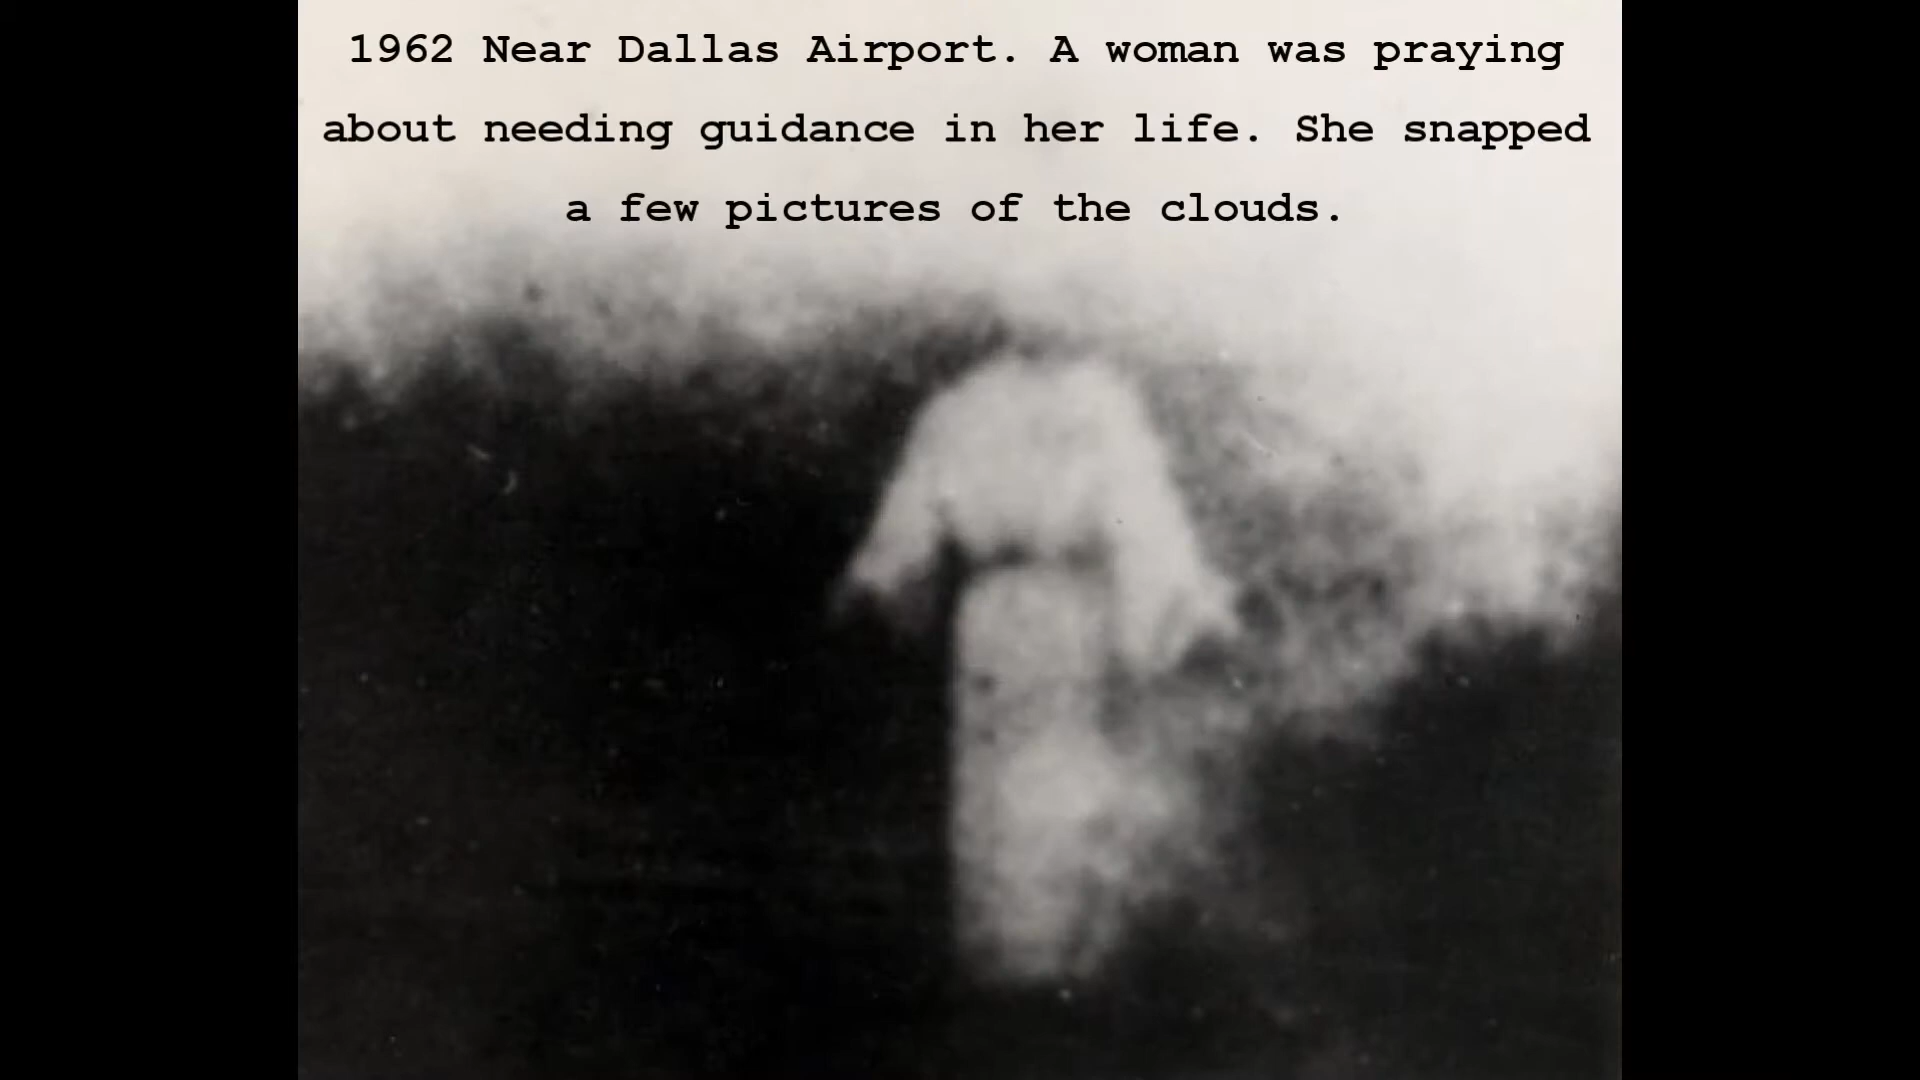 1962 Near Dallas Airport. A woman was praying
about needing guidance in her life. She snapped
a few pictures of the clouds.